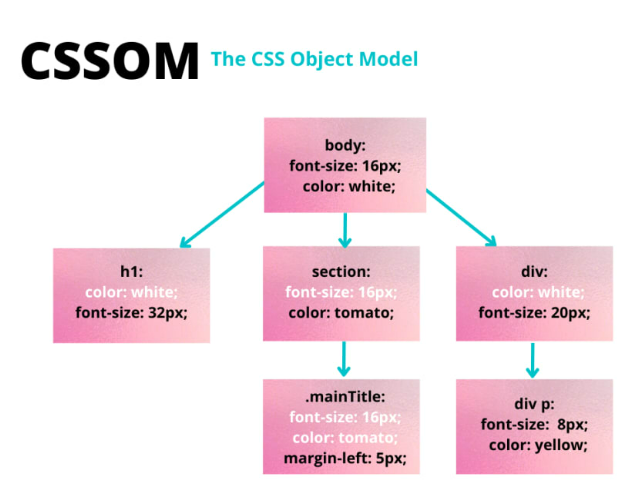 CSSOM The CSS Object Model
body:
font-size: 16px;
color: white;
h1:
color: white;
font-size: 32px;
section:
font-size: 16px;
color: tomato;
div:
color: white;
font-size: 20px;
.mainTitle:
font-size: 16px;
color: tomato;
margin-left: 5px;
div p:
font-size: 8px;
color: yellow;